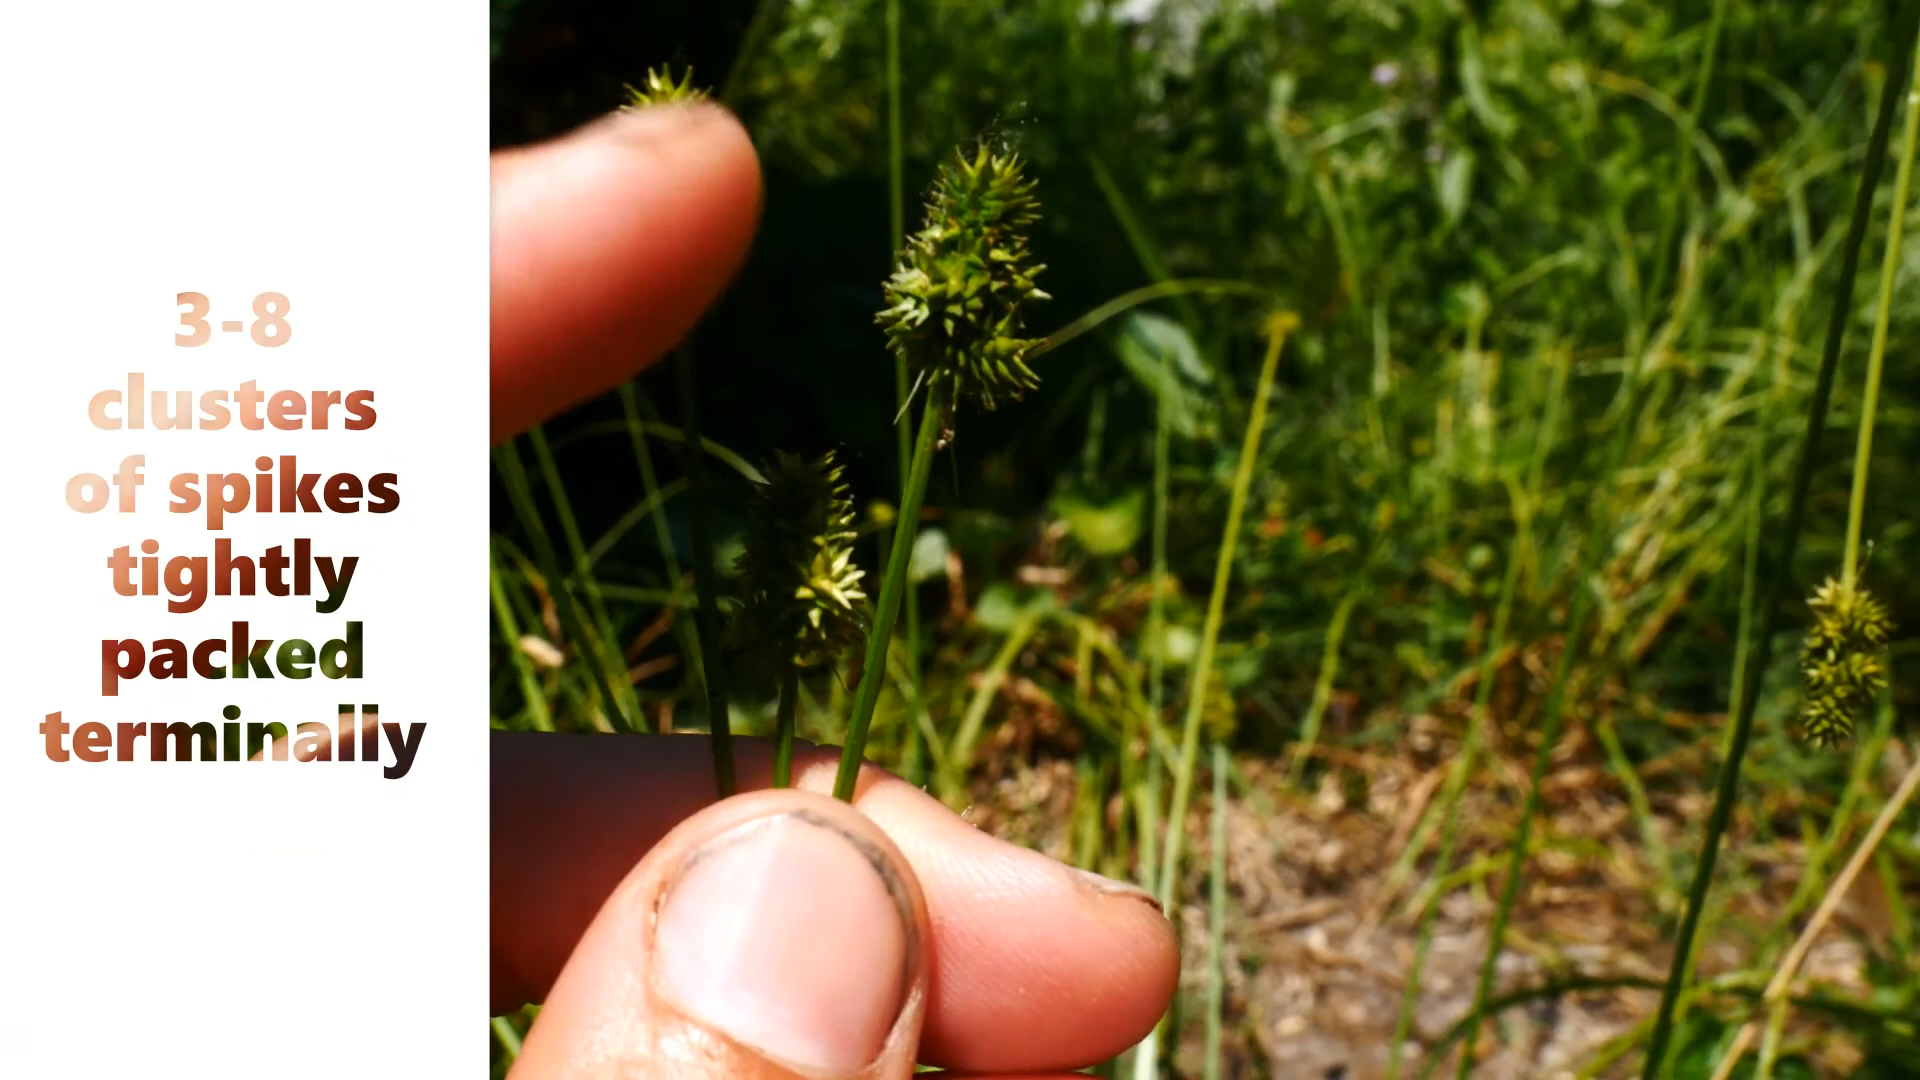 3-8
clusters
of spikes
tightly
packed
terminally